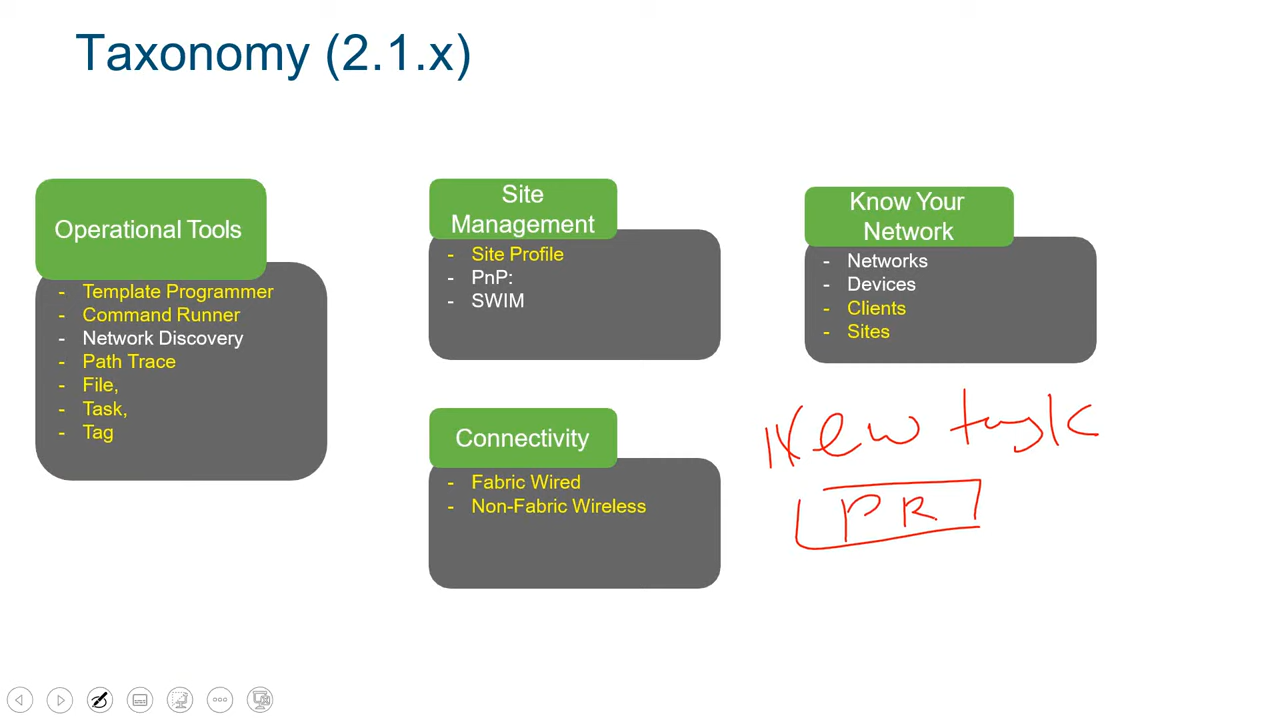 Taxonomy (2.1.x)
Operational Tools
- Template Programmer
- Command Runner
- Network Discovery
- Path Trace
- File,
- Task,
- Tag
Site
Management
- Site Profile
- PnP:
- SWIM
Connectivity
- Fabric Wired
- Non-Fabric Wireless
Know Your
Network
- Networks
- Devices
- Clients
- Sites
New task
PR